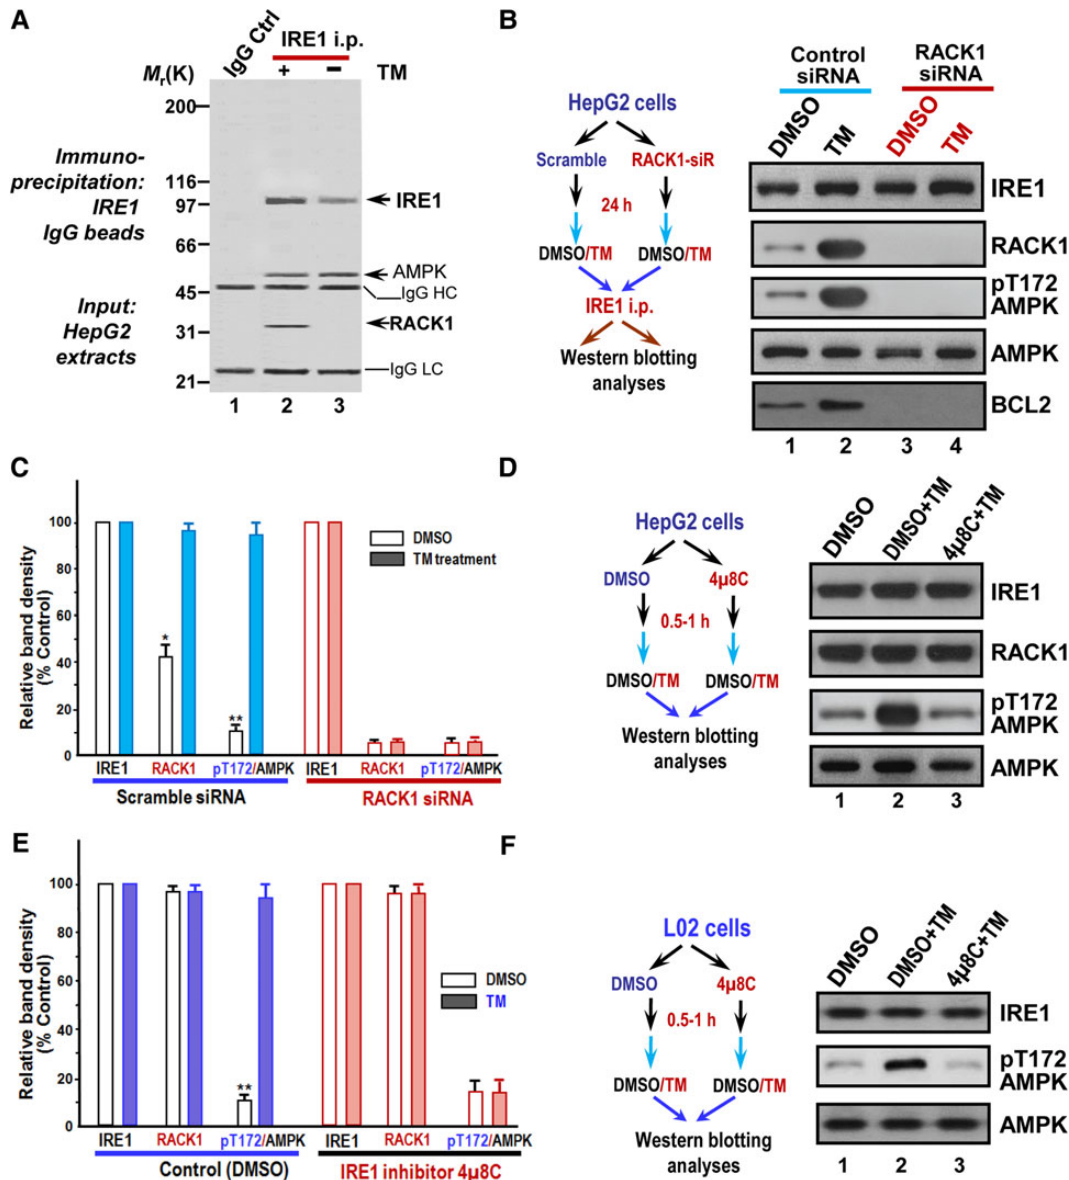 A
IgG Ctrl
IRE1 i.p.
Mr(K)
+
−
TM
200
Immuno-
precipitation:
IRE1
IgG beads
116
97
66
45
31
21
IRE1
AMPK
IgG HC
RACK1
IgG LC
Input:
HepG2
extracts
1 2 3
B
HepG2 cells
Scramble RACK1-siR
24 h
DMSO/TM DMSO/TM
IRE1 i.p.
Western blotting
analyses
Control
siRNA
RACK1
siRNA
DMSO
TM
DMSO
TM
IRE1
RACK1
pT172
AMPK
AMPK
BCL2
1 2 3 4
C
Relative band density
(% Control)
100
80
60
40
20
0
*
**
DMSO
TM treatment
IRE1 RACK1 pT172/AMPK IRE1 RACK1 pT172/AMPK
Scramble siRNA
RACK1 siRNA
D
HepG2 cells
DMSO 4µ8C
0.5-1 h
DMSO/TM DMSO/TM
Western blotting
analyses
DMSO
DMSO+TM
4µ8C+TM
IRE1
RACK1
pT172
AMPK
AMPK
1 2 3
E
Relative band density
(% Control)
100
80
60
40
20
0
**
DMSO
TM
IRE1 RACK1 pT172/AMPK IRE1 RACK1 pT172/AMPK
Control (DMSO)
IRE1 inhibitor 4µ8C
F
L02 cells
DMSO 4µ8C
0.5-1 h
DMSO/TM DMSO/TM
Western blotting
analyses
DMSO
DMSO+TM
4µ8C+TM
IRE1
pT172
AMPK
AMPK
1 2 3